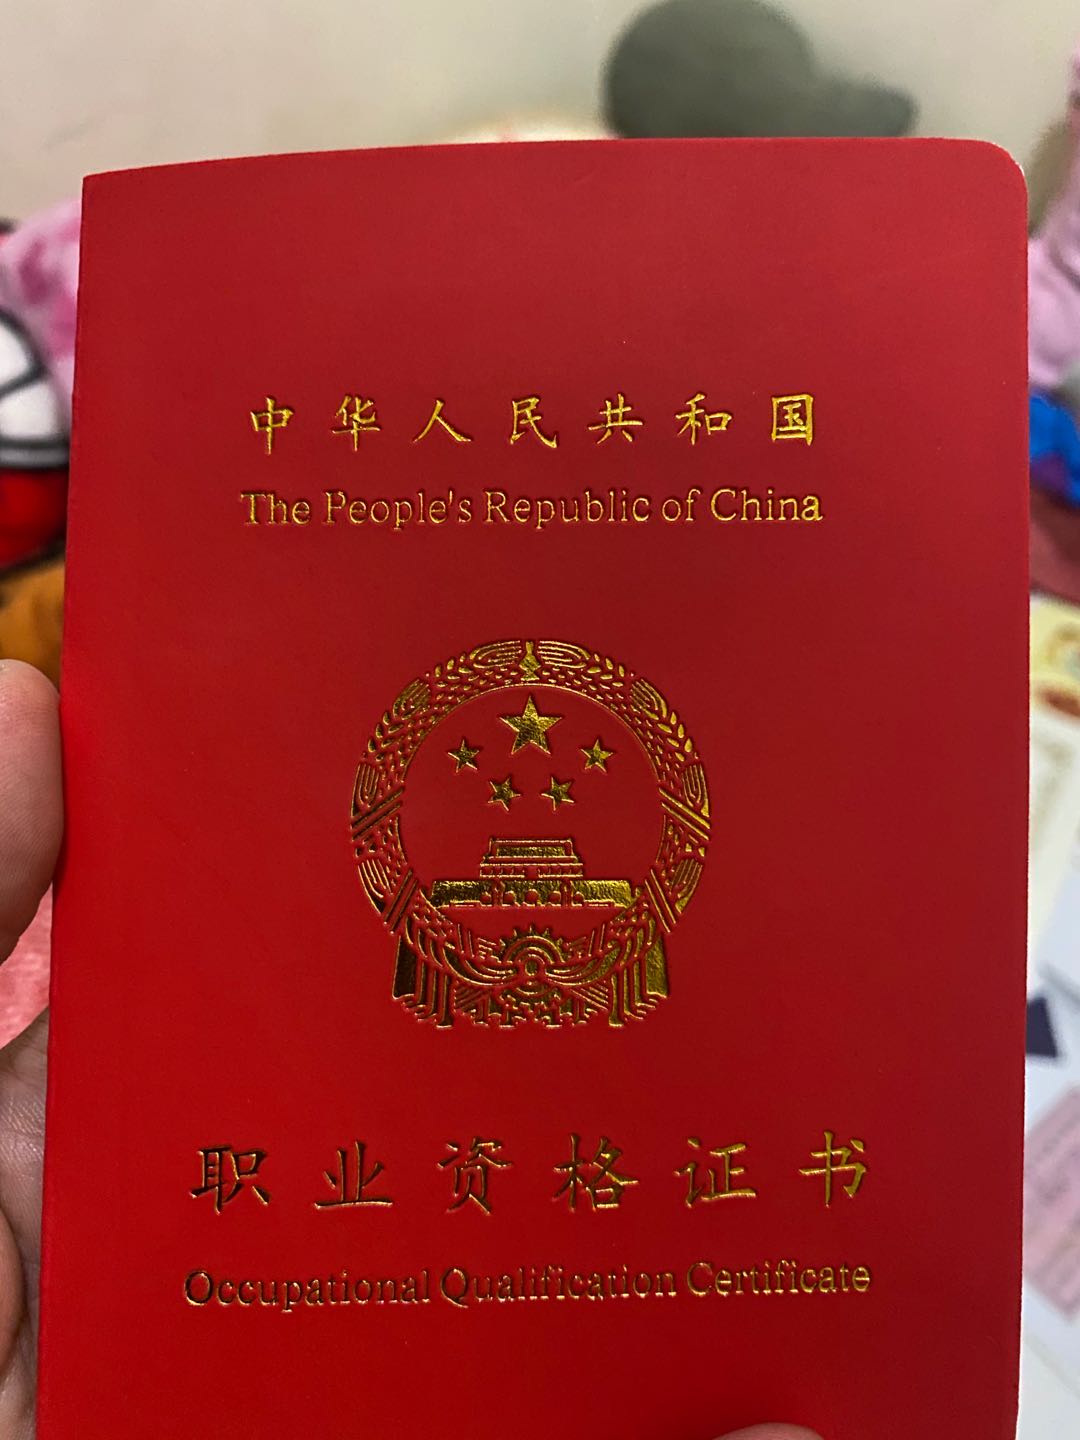 中华人民共和国
The People's Republic of China
职业资格证书
Occupational Qualification Certificate